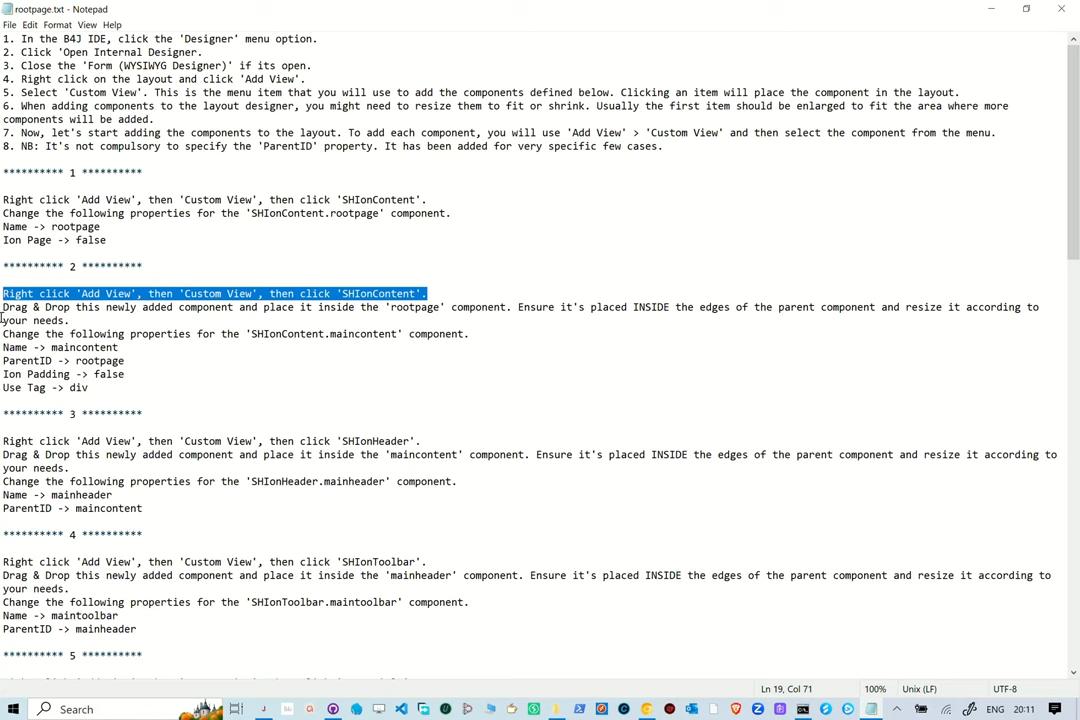 rootpage.txt - Notepad
File Edit Format View Help
1. In the B4J IDE, click the 'Designer' menu option.
2. Click 'Open Internal Designer.
3. Close the 'Form (WYSIWYG Designer)' if its open.
4. Right click on the layout and click 'Add View'.
5. Select 'Custom View'. This is the menu item that you will use to add the components defined below. Clicking an item will place the component in the layout.
6. When adding components to the layout designer, you might need to resize them to fit or shrink. Usually the first item should be enlarged to fit the area where more
components will be added.
7. Now, let's start adding the components to the layout. To add each component, you will use 'Add View' > 'Custom View' and then select the component from the menu.
8. NB: It's not compulsory to specify the 'ParentID' property. It has been added for very specific few cases.
********** 1 **********
Right click 'Add View', then 'Custom View', then click 'SHIonContent'.
Change the following properties for the 'SHIonContent.rootpage' component.
Name -> rootpage
Ion Page -> false
********** 2 **********
Right click 'Add View', then 'Custom View', then click 'SHIonContent'.
Drag & Drop this newly added component and place it inside the 'rootpage' component. Ensure it's placed INSIDE the edges of the parent component and resize it according to
your needs.
Change the following properties for the 'SHIonContent.maincontent' component.
Name -> maincontent
ParentID -> rootpage
Ion Padding -> false
Use Tag -> div
********** 3 **********
Right click 'Add View', then 'Custom View', then click 'SHIonHeader'.
Drag & Drop this newly added component and place it inside the 'maincontent' component. Ensure it's placed INSIDE the edges of the parent component and resize it according to
your needs.
Change the following properties for the 'SHIonHeader.mainheader' component.
Name -> mainheader
ParentID -> maincontent
********** 4 **********
Right click 'Add View', then 'Custom View', then click 'SHIonToolbar'.
Drag & Drop this newly added component and place it inside the 'mainheader' component. Ensure it's placed INSIDE the edges of the parent component and resize it according to
your needs.
Change the following properties for the 'SHIonToolbar.maintoolbar' component.
Name -> maintoolbar
ParentID -> mainheader
********** 5 **********
Ln 19, Col 71 100% Unix (LF) UTF-8
Search ENG 20:11